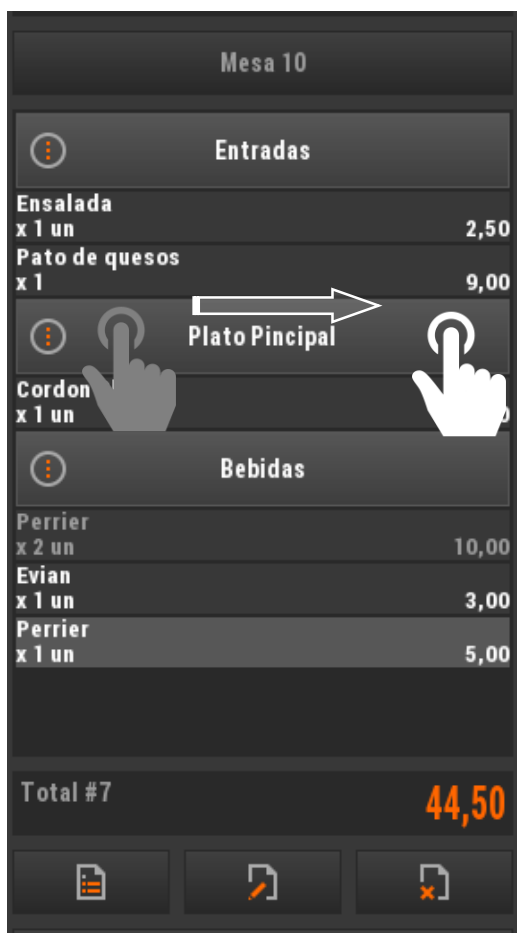 Mesa 10
Entradas
Ensalada
x 1 un 2,50
Pato de quesos
x 1 9,00
Plato Pincipal
Cordon
x 1 un
Bebidas
Perrier
x 2 un 10,00
Evian
x 1 un 3,00
Perrier
x 1 un 5,00
Total #7 44,50